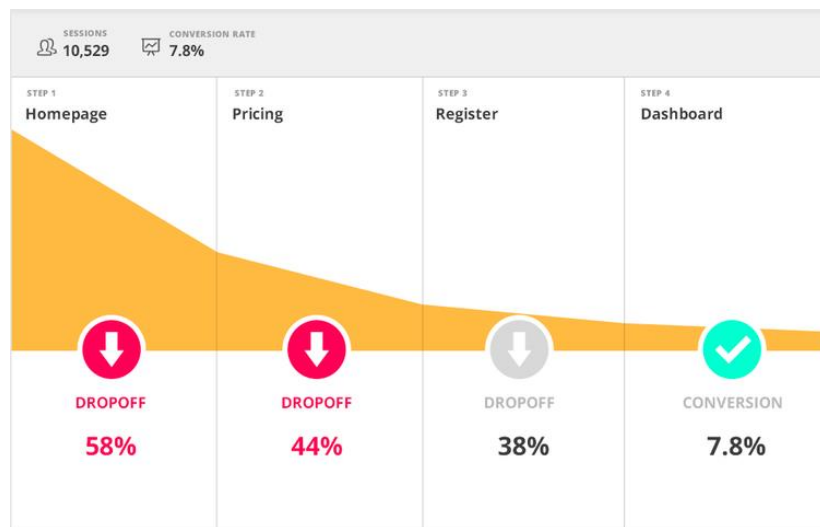 SESSIONS
10,529
CONVERSION RATE
7.8%
STEP 1
Homepage
STEP 2
Pricing
STEP 3
Register
STEP 4
Dashboard
DROPOFF
58%
DROPOFF
44%
DROPOFF
38%
CONVERSION
7.8%